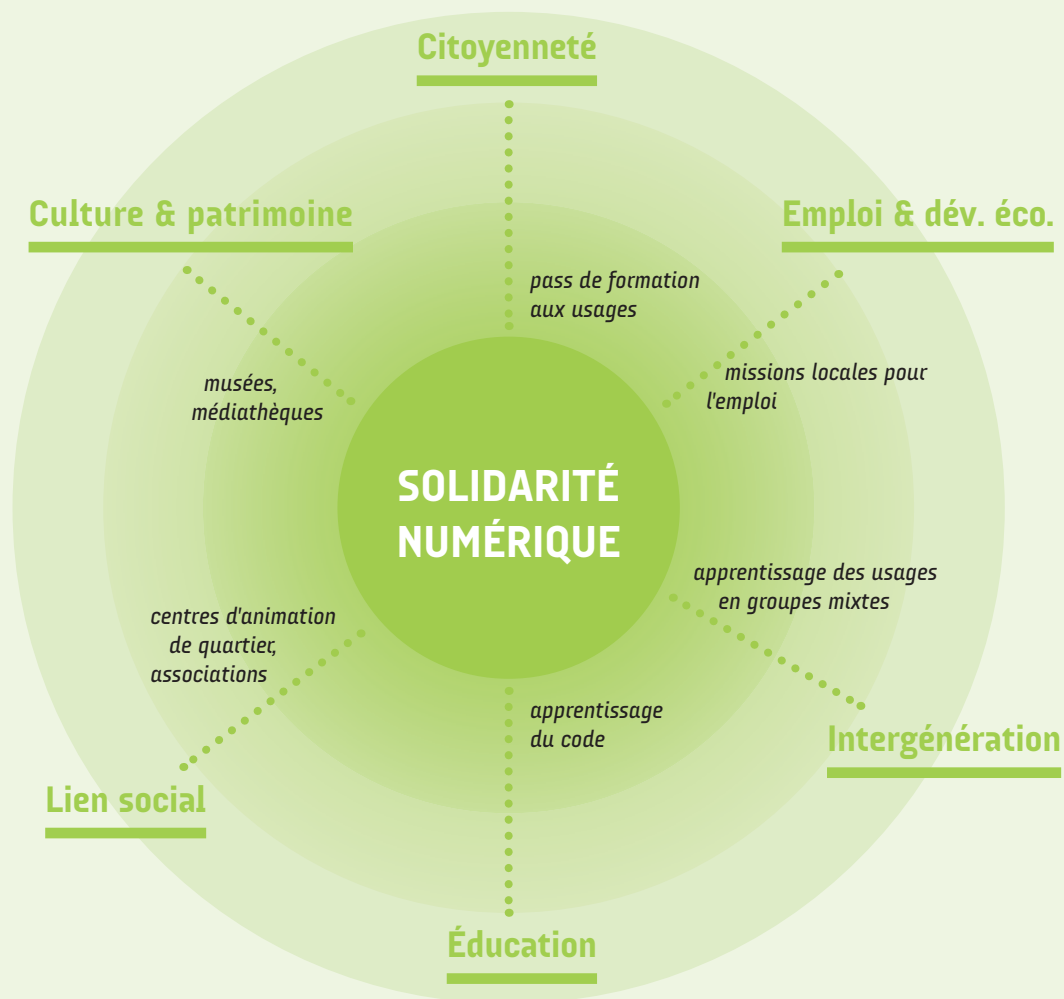 Citoyenneté
Culture & patrimoine
Emploi & dév. éco.
pass de formation
aux usages
musées,
médiathèques
missions locales pour
l'emploi
SOLIDARITÉ
NUMÉRIQUE
apprentissage des usages
en groupes mixtes
centres d'animation
de quartier,
associations
apprentissage
du code
Intergénération
Lien social
Éducation